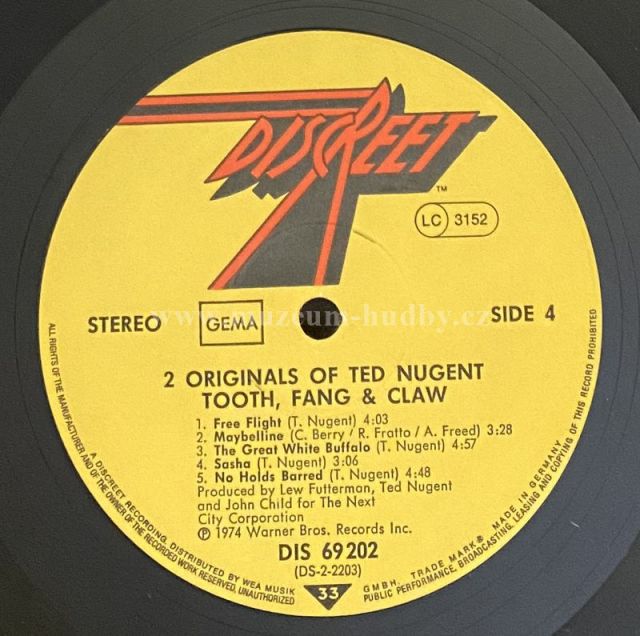 DISCREET
™
LC 3152
STEREO
GEMA
SIDE 4
www.muzeum-hudby.cz
2 ORIGINALS OF TED NUGENT
TOOTH, FANG & CLAW
1. Free Flight (T. Nugent) 4:03
2. Maybelline (C. Berry/R. Fratto/A. Freed) 3:28
3. The Great White Buffalo (T. Nugent) 4:57
4. Sasha (T. Nugent) 3:06
5. No Holds Barred (T. Nugent) 4:48
Produced by Lew Futterman, Ted Nugent
and John Child for The Next
City Corporation
℗ 1974 Warner Bros. Records Inc.
DIS 69 202
(DS-2-2203)
33
ALL RIGHTS OF THE MANUFACTURER AND OF THE OWNER OF THE RECORDED WORK RESERVED, UNAUTHORIZED
A DISCREET RECORDING, DISTRIBUTED BY WEA MUSIK
G.M.B.H. TRADE MARK® MADE IN GERMANY
PUBLIC PERFORMANCE, BROADCASTING, LEASING AND COPYING OF THIS RECORD PROHIBITED